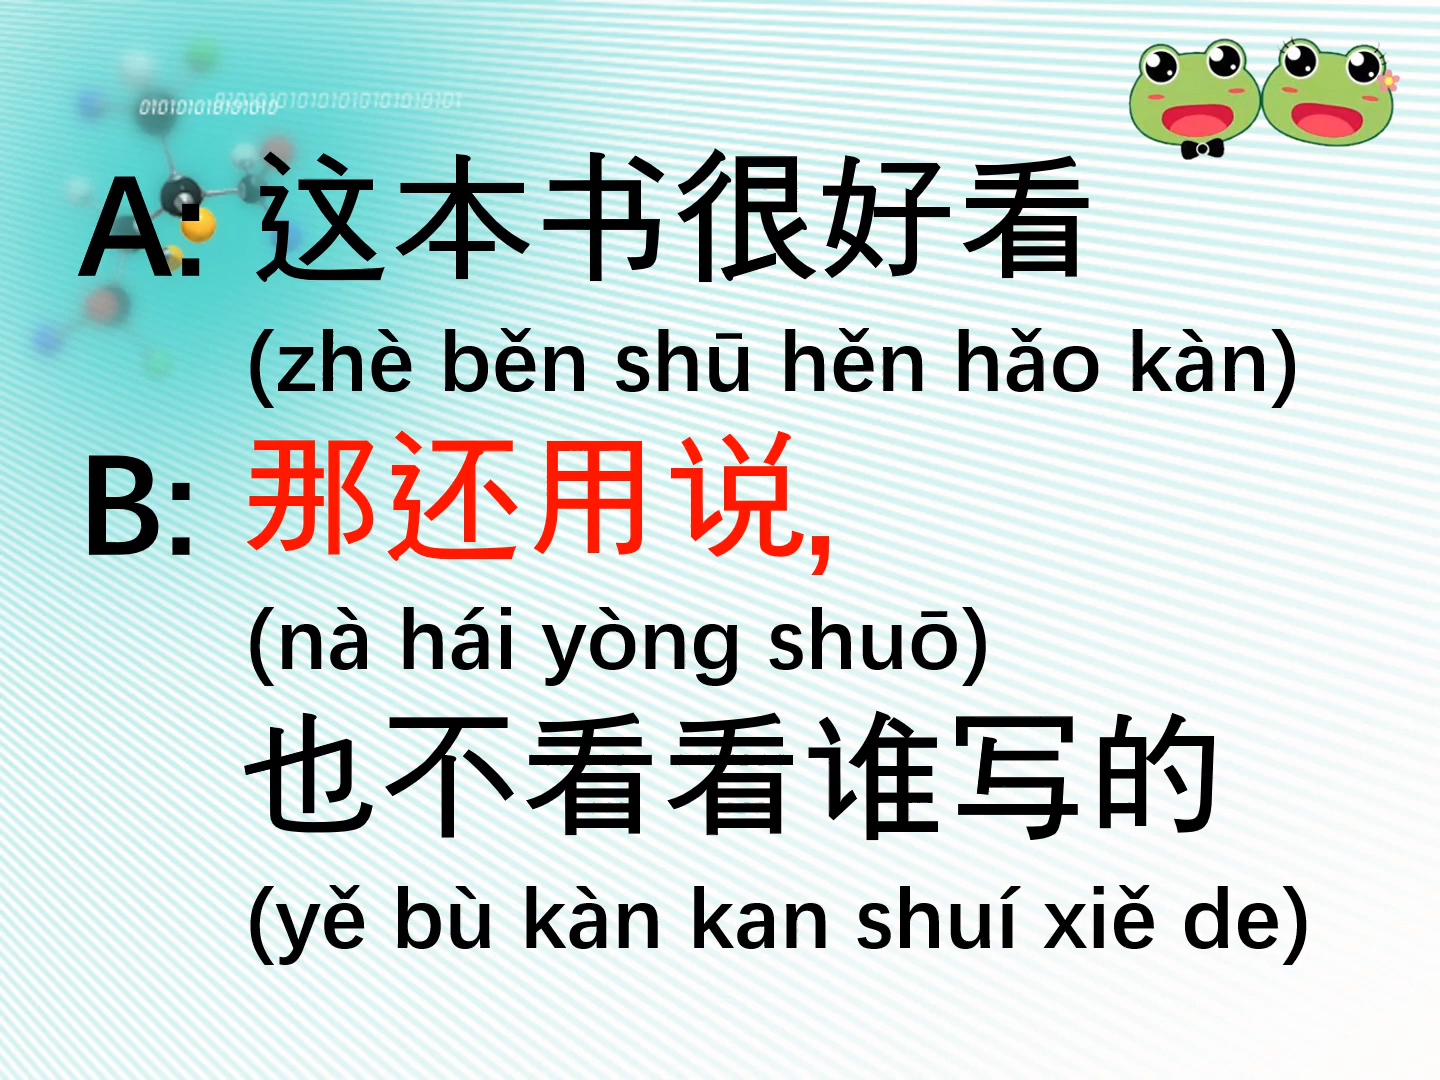 0101010101010101010101010101
A: 这本书很好看
(zhè běn shū hěn hǎo kàn)
B: 那还用说,
(nà hái yòng shuō)
也不看看谁写的
(yě bù kàn kan shuí xiě de)